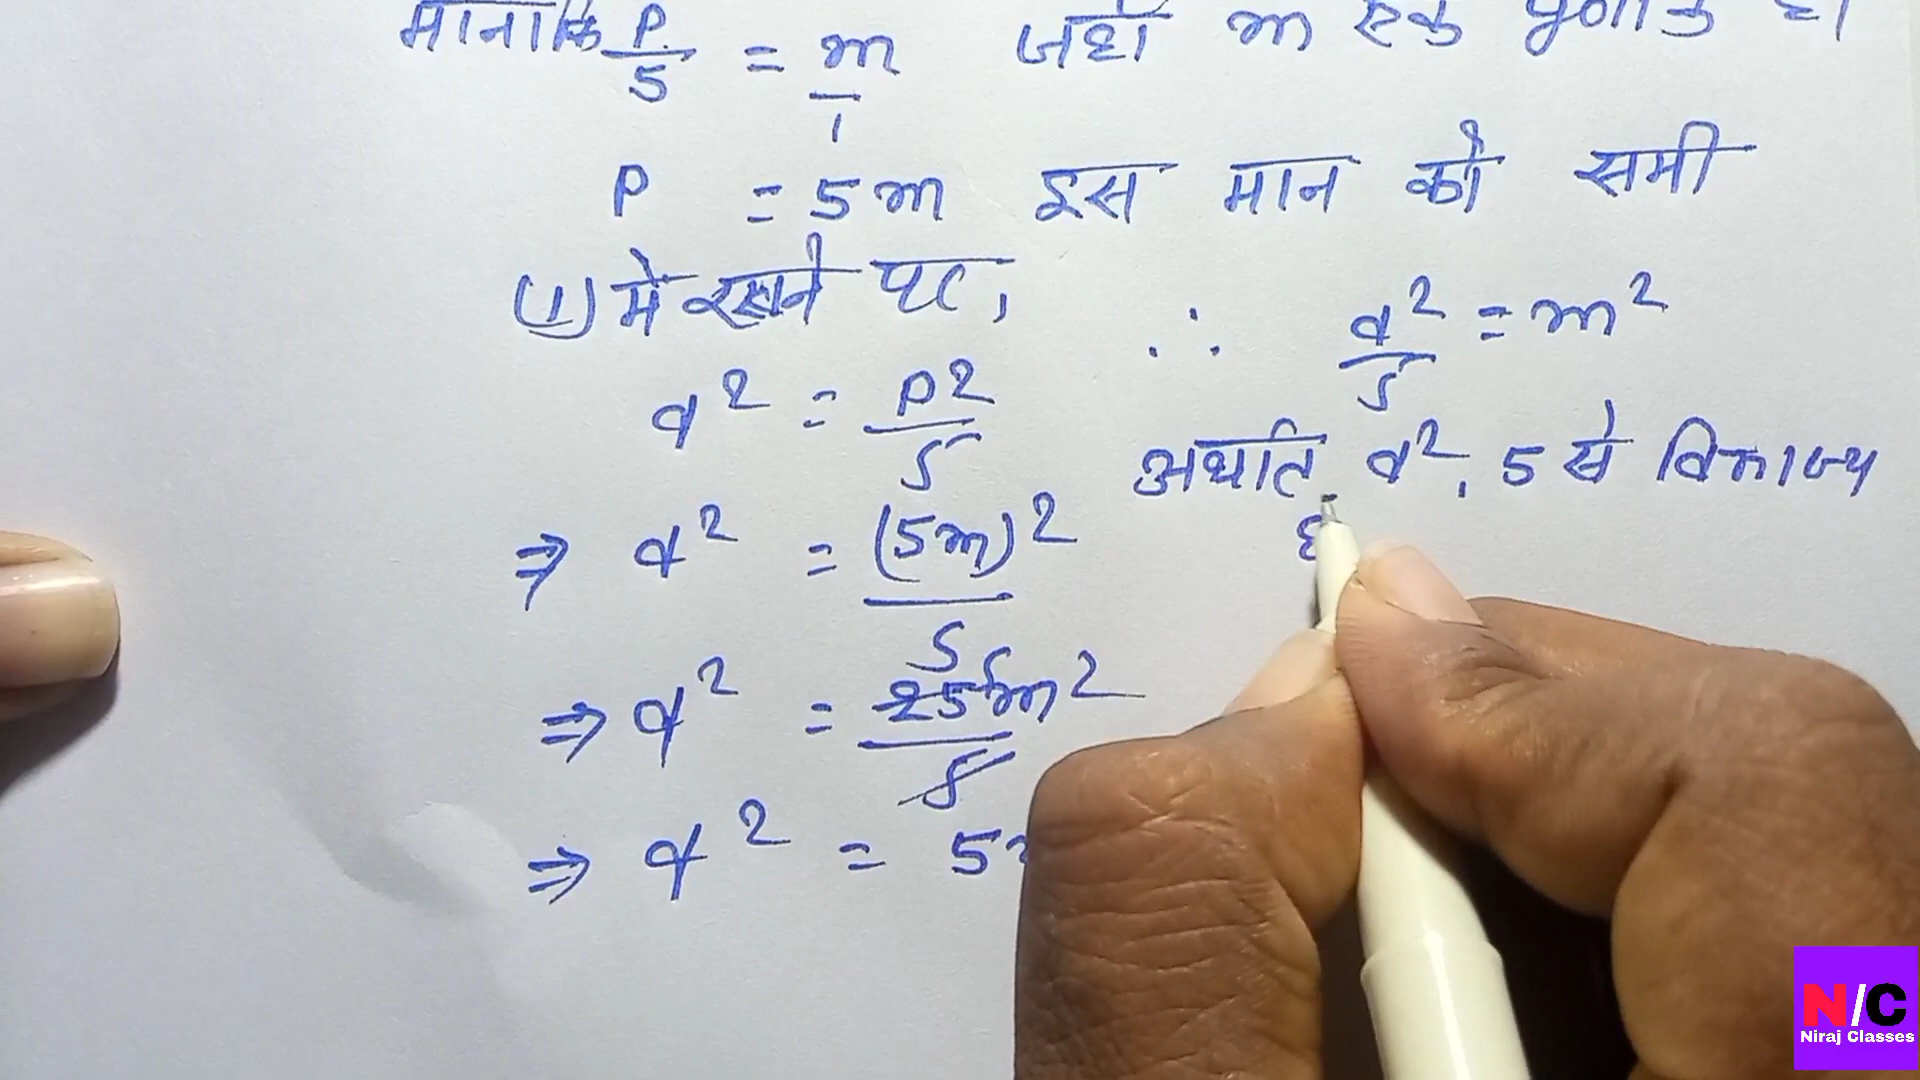 माना कि P/5 = m/1 जहाँ m एक पूर्णांक है।
P = 5m इस मान को समी
(1) मे रखने पर,
q² = P²/5
⇒ q² = (5m)²/5
⇒ q² = 25m²/5 5
⇒ q² = 5
∴ q²/5 = m²
अर्थात q², 5 से विभाज्य
ह
N/C
Niraj Classes